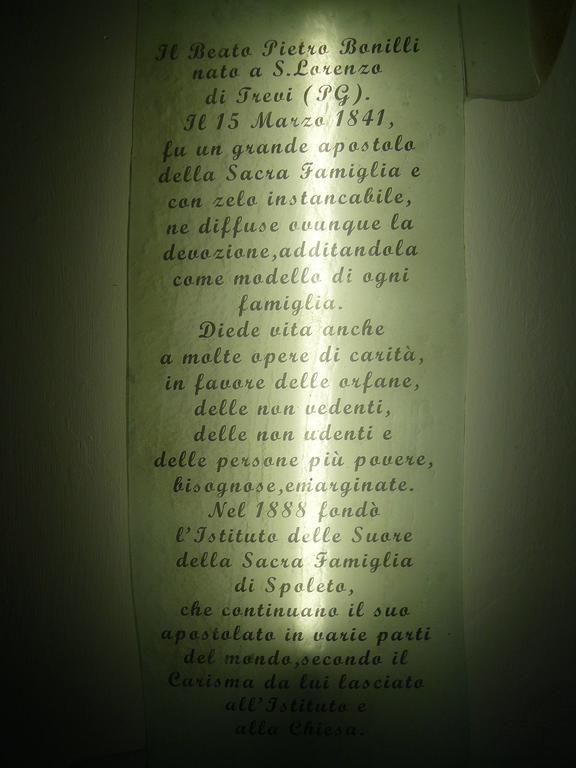 Il Beato Pietro Bonilli
nato a S.Lorenzo
di Trevi (PG).
Il 15 Marzo 1841,
fu un grande apostolo
della Sacra Famiglia e
con zelo instancabile,
ne diffuse ovunque la
devozione,additandola
come modello di ogni
famiglia.
Diede vita anche
a molte opere di carità,
in favore delle orfane,
delle non vedenti,
delle non udenti e
delle persone più povere,
bisognose,emarginate.
Nel 1888 fondò
l'Istituto delle Suore
della Sacra Famiglia
di Spoleto,
che continuano il suo
apostolato in varie parti
del mondo,secondo il
Carisma da lui lasciato
all'Istituto e
alla Chiesa.